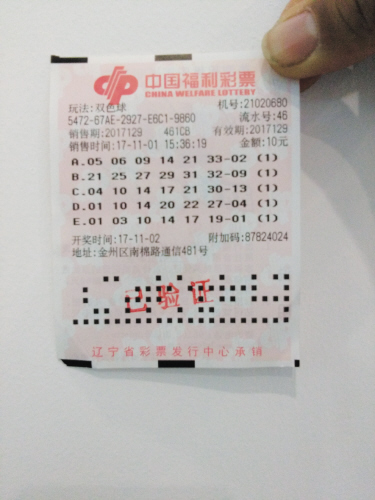 中国福利彩票
CHINA WELFARE LOTTERY
玩法:双色球 机号:21020690
5472-67AE-2927-E6C1-9860 流水号:46
销售期:2017129 461CB 有效期:2017129
销售时间:17-11-01 15:36:19 金额:10元
A.05 06 09 14 21 33-02 (1)
B.21 25 27 29 31 32-09 (1)
C.04 10 14 17 21 30-13 (1)
D.01 10 14 20 22 27-04 (1)
E.01 03 10 14 17 19-01 (1)
开奖时间:17-11-02 附加码:87824024
地址:金州区南棉路通信481号
已验证
辽宁省彩票发行中心承销